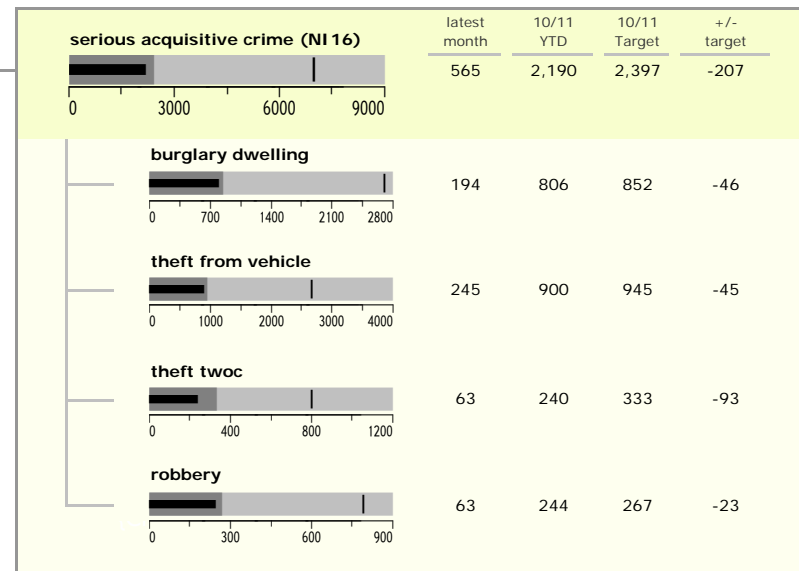 latest 10/11 10/11 +/-
serious acquisitive crime (NI 16) month YTD Target target
565 2,190 2,397 -207
0 3000 6000 9000
burglary dwelling
194 806 852 -46
0 700 1400 2100 2800
theft from vehicle
245 900 945 -45
0 1000 2000 3000 4000
theft twoc
63 240 333 -93
0 400 800 1200
robbery
63 244 267 -23
0 300 600 900